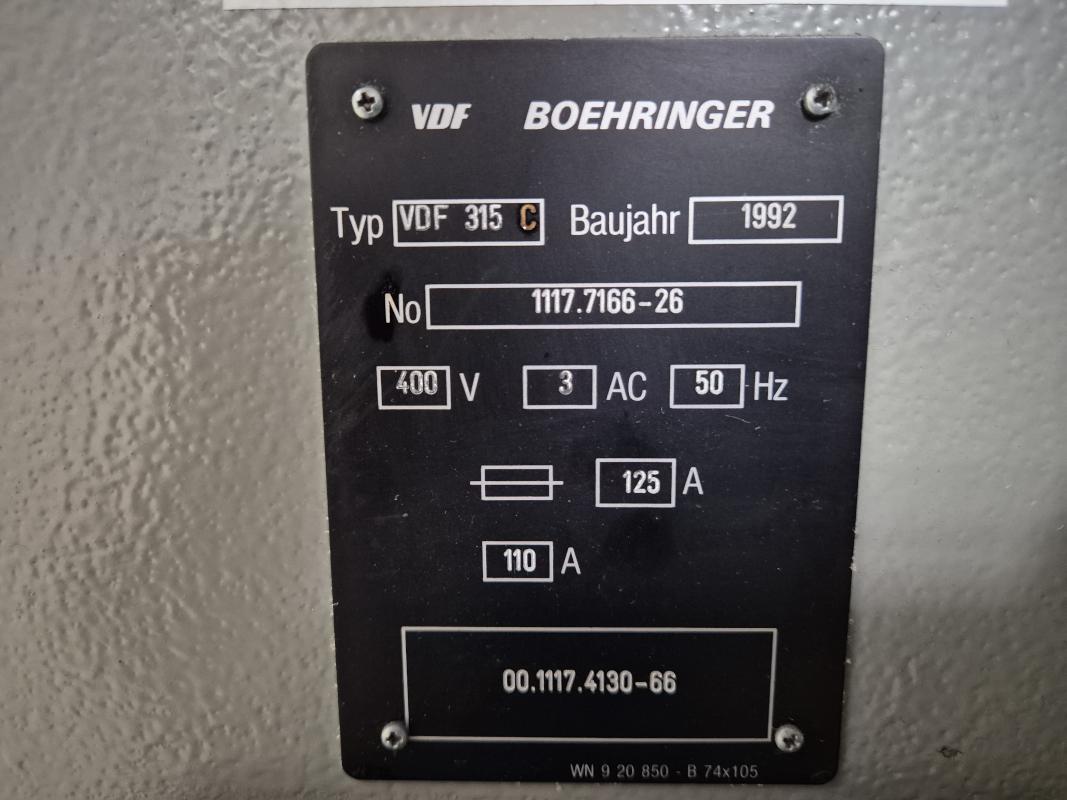 VDF BOEHRINGER
Typ VDF 315 C Baujahr 1992
No 1117.7166-26
400 V 3 AC 50 Hz
125 A
110 A
00.1117.4130-66
WN 9 20 850 - B 74x105